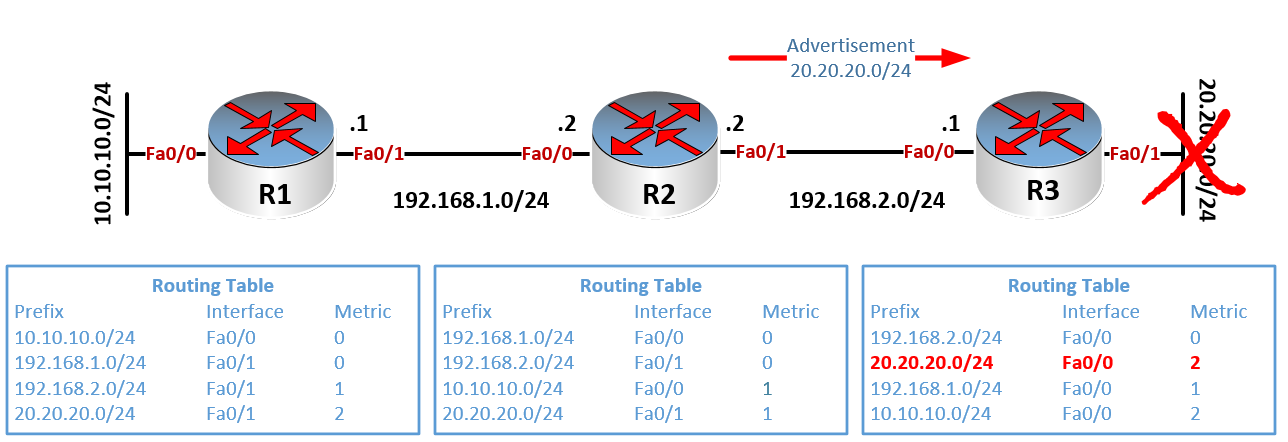 Advertisement
20.20.20.0/24
10.10.10.0/24
Fa0/0
R1
.1
Fa0/1
192.168.1.0/24
.2
Fa0/0
R2
.2
Fa0/1
192.168.2.0/24
.1
Fa0/0
R3
Fa0/1
20.20.20.0/24
Routing Table
Prefix Interface Metric
10.10.10.0/24 Fa0/0 0
192.168.1.0/24 Fa0/1 0
192.168.2.0/24 Fa0/1 1
20.20.20.0/24 Fa0/1 2
Routing Table
Prefix Interface Metric
192.168.1.0/24 Fa0/0 0
192.168.2.0/24 Fa0/1 0
10.10.10.0/24 Fa0/0 1
20.20.20.0/24 Fa0/1 1
Routing Table
Prefix Interface Metric
192.168.2.0/24 Fa0/0 0
20.20.20.0/24 Fa0/0 2
192.168.1.0/24 Fa0/0 1
10.10.10.0/24 Fa0/0 2